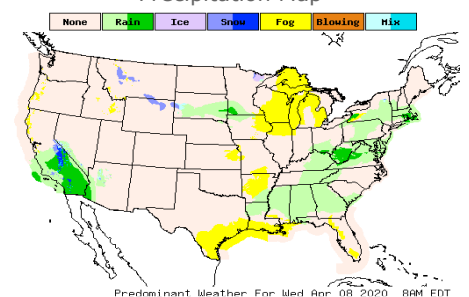 Precipitation Map
None Rain Ice Snow Fog Blowing Mix
Predominant Weather For Wed Apr 08 2020 8AM EDT